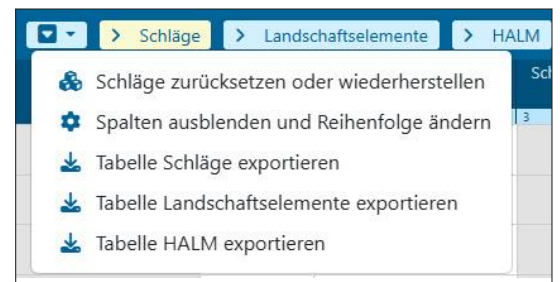 Schläge Landschaftselemente HALM
Schläge zurücksetzen oder wiederherstellen
Spalten ausblenden und Reihenfolge ändern
3
Tabelle Schläge exportieren
Tabelle Landschaftselemente exportieren
Tabelle HALM exportieren